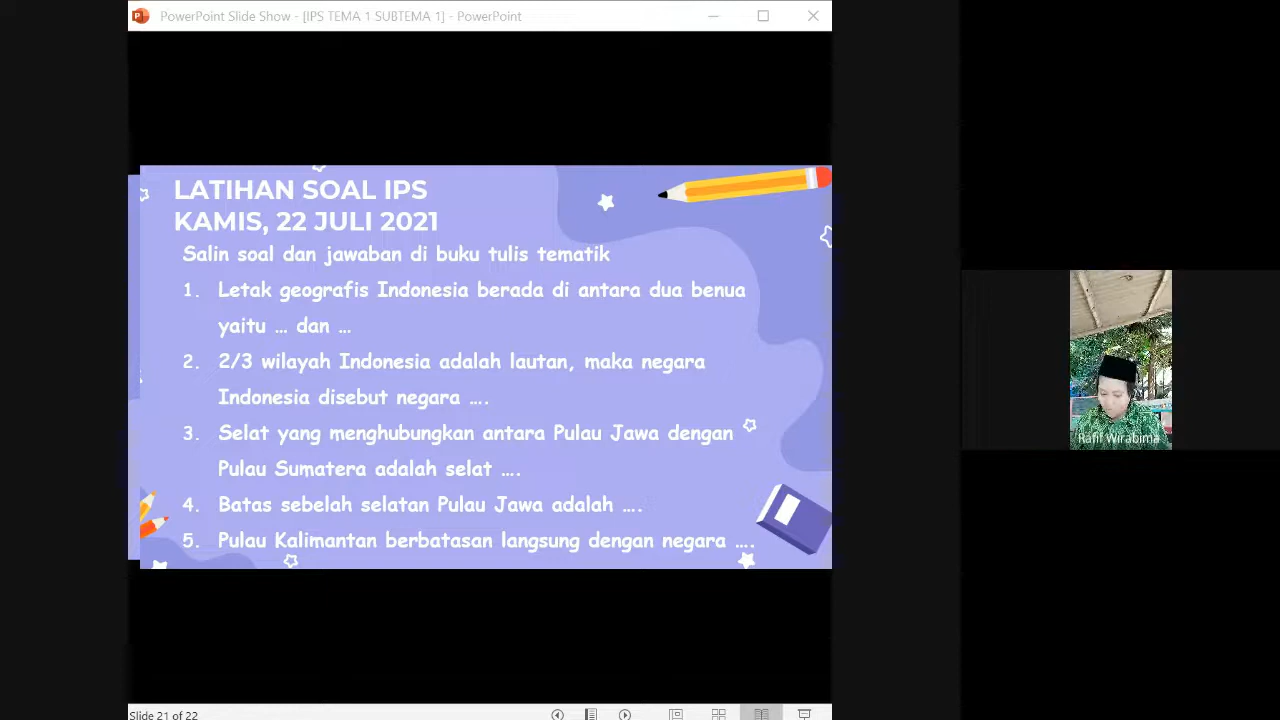 PowerPoint Slide Show - [IPS TEMA 1 SUBTEMA 1] - PowerPoint
LATIHAN SOAL IPS
KAMIS, 22 JULI 2021
Salin soal dan jawaban di buku tulis tematik
1. Letak geografis Indonesia berada di antara dua benua
yaitu ... dan ...
2. 2/3 wilayah Indonesia adalah lautan, maka negara
Indonesia disebut negara ....
3. Selat yang menghubungkan antara Pulau Jawa dengan
Pulau Sumatera adalah selat ....
4. Batas sebelah selatan Pulau Jawa adalah ....
5. Pulau Kalimantan berbatasan langsung dengan negara ....
Rafif Wirabima
Slide 21 of 22